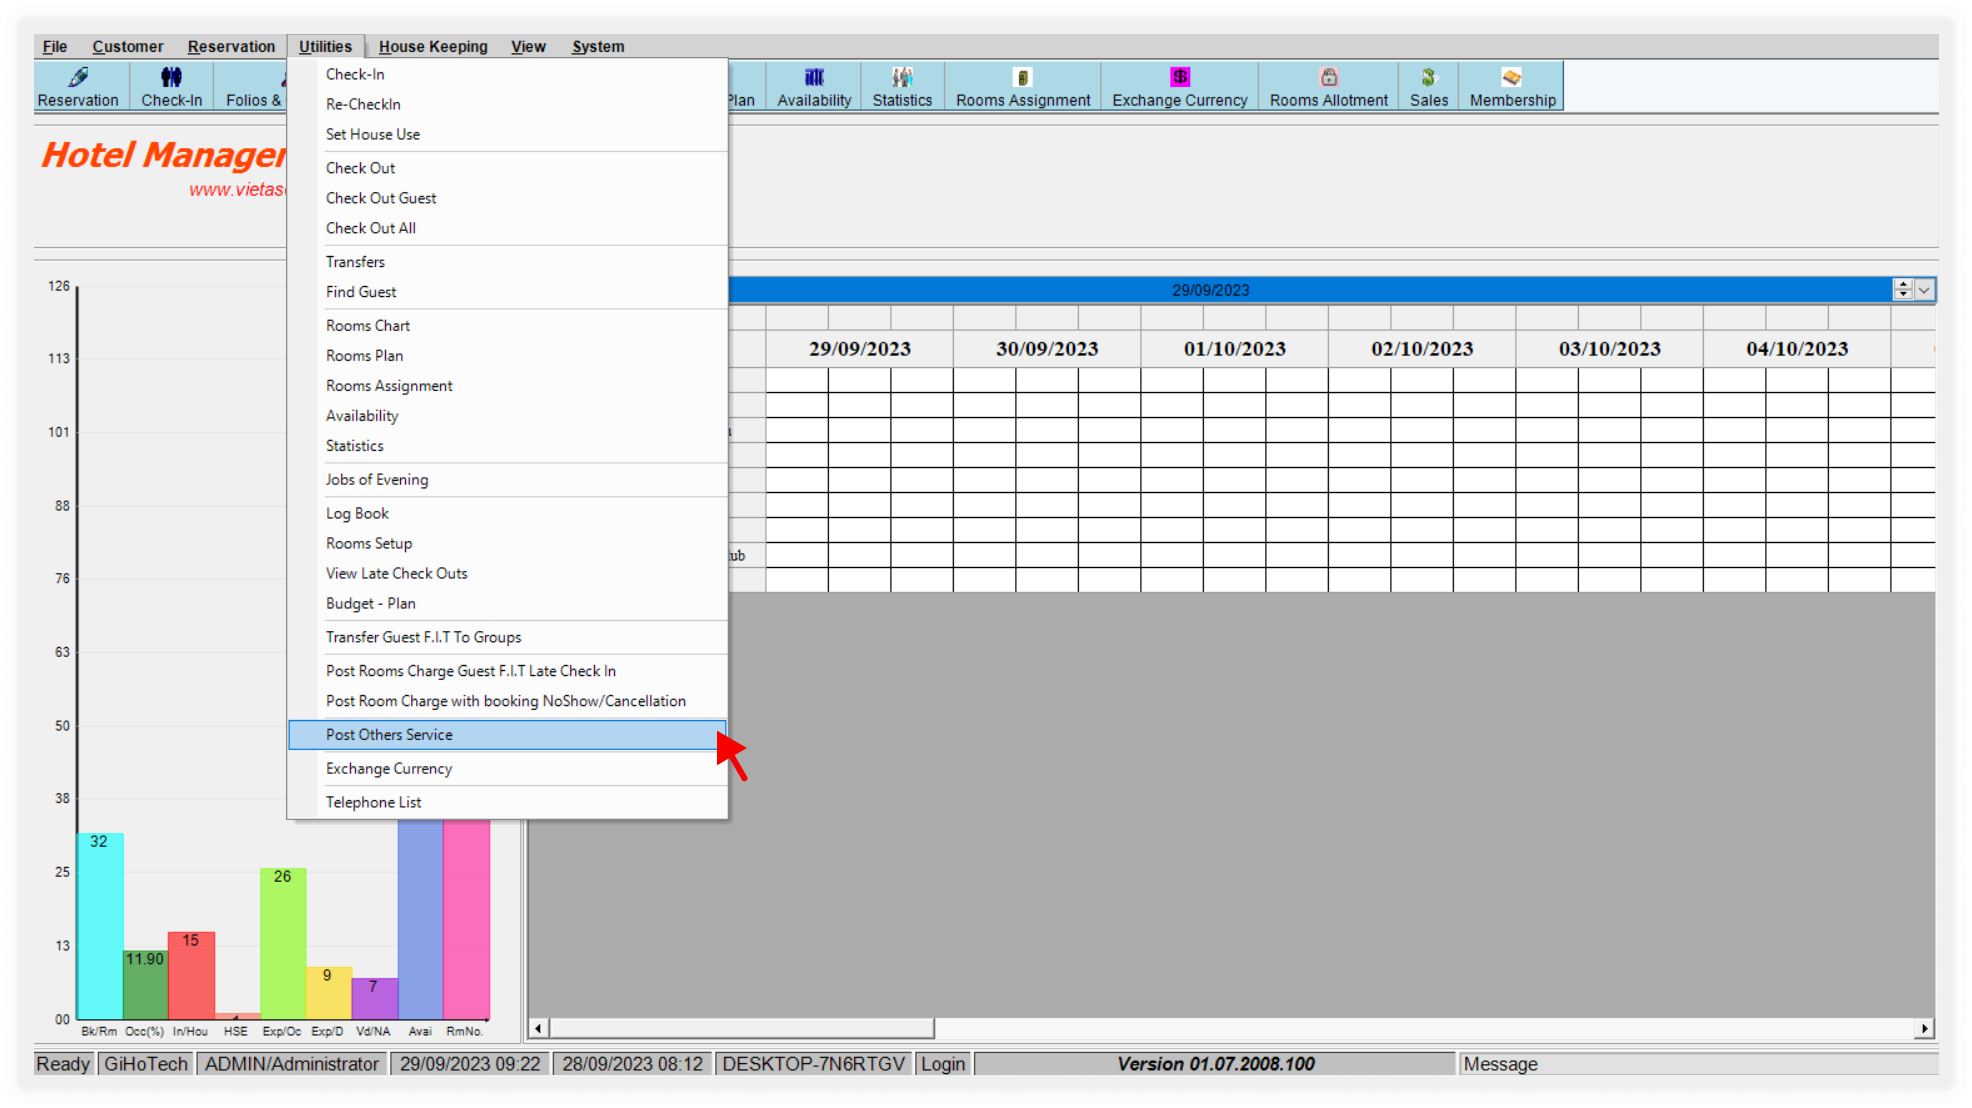 File Customer Reservation Utilities House Keeping View System
Reservation Check-In Folios & Plan Availability Statistics Rooms Assignment Exchange Currency Rooms Allotment Sales Membership
Hotel Manager
www.vietas
Check-In
Re-CheckIn
Set House Use
Check Out
Check Out Guest
Check Out All
Transfers
Find Guest
Rooms Chart
Rooms Plan
Rooms Assignment
Availability
Statistics
Jobs of Evening
Log Book
Rooms Setup
View Late Check Outs
Budget - Plan
Transfer Guest F.I.T To Groups
Post Rooms Charge Guest F.I.T Late Check In
Post Room Charge with booking NoShow/Cancellation
Post Others Service
Exchange Currency
Telephone List
29/09/2023
29/09/2023 30/09/2023 01/10/2023 02/10/2023 03/10/2023 04/10/2023
lub
126
113
101
88
76
63
50
38
25
13
00
32
11.90
15
26
9
7
Bk/Rm Occ(%) In/Hou HSE Exp/Oc Exp/D Vd/NA Avai RmNo.
Ready GiHoTech ADMIN/Administrator 29/09/2023 09:22 28/09/2023 08:12 DESKTOP-7N6RTGV Login Version 01.07.2008.100 Message